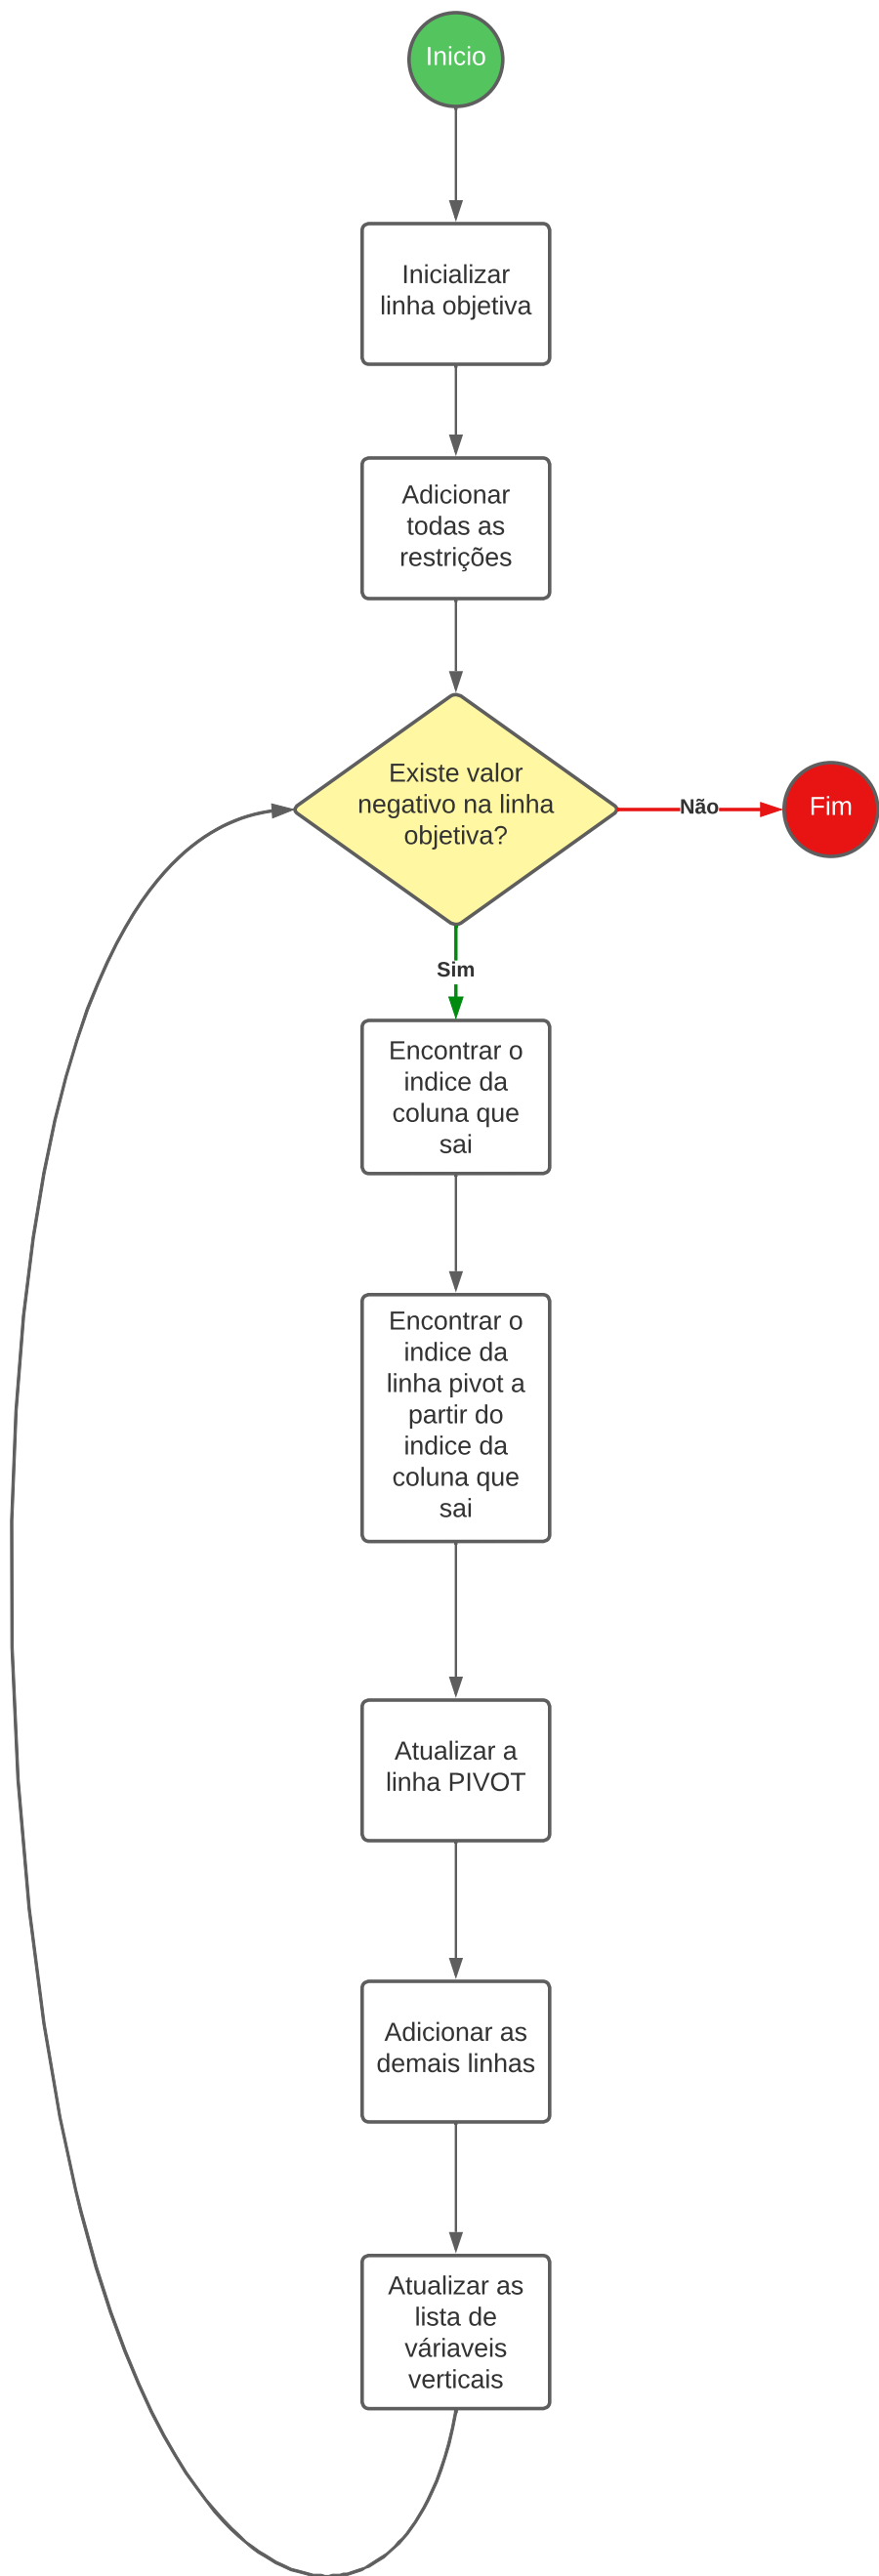 Inicio
Inicializar
linha objetiva
Adicionar
todas as
restrições
Existe valor
negativo na linha
objetiva?
Não
Fim
Sim
Encontrar o
indice da
coluna que
sai
Encontrar o
indice da
linha pivot a
partir do
indice da
coluna que
sai
Atualizar a
linha PIVOT
Adicionar as
demais linhas
Atualizar as
lista de
váriaveis
verticais